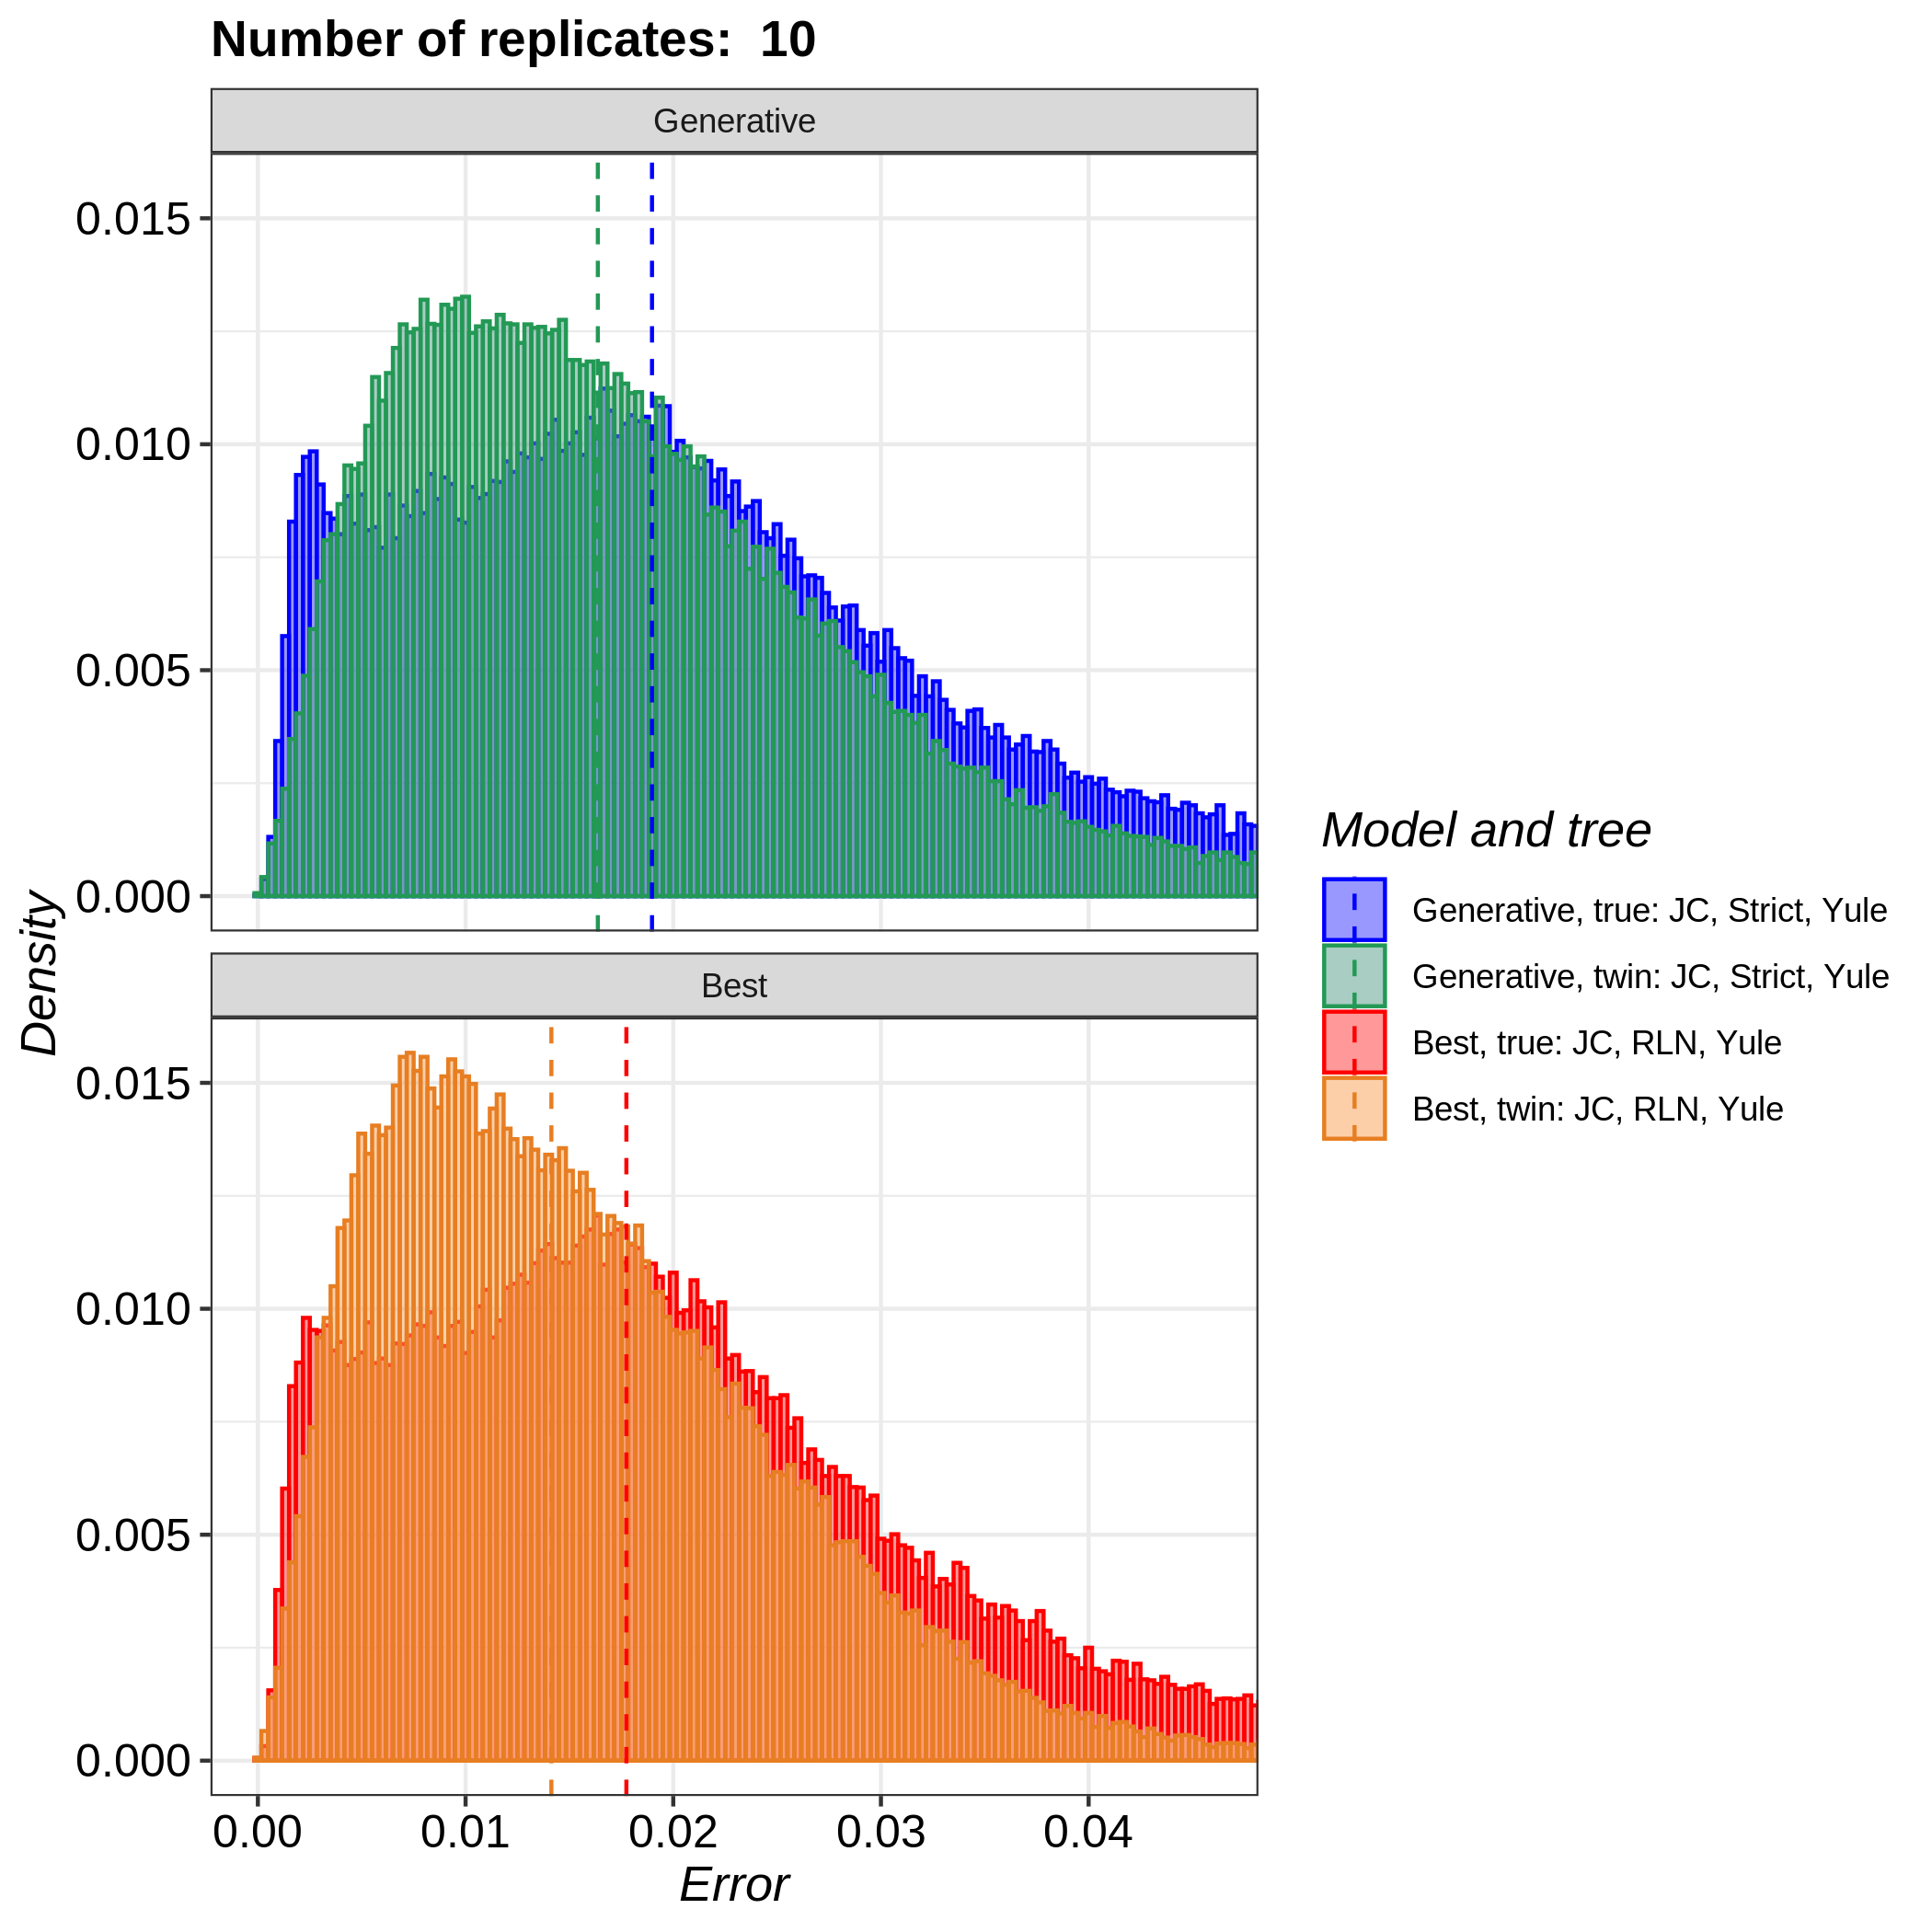 Number of replicates:  10
Generative
0.015
0.010
0.005
0.000
Density
Best
0.015
0.010
0.005
0.000
0.00 0.01 0.02 0.03 0.04
Error
Model and tree
Generative, true: JC, Strict, Yule
Generative, twin: JC, Strict, Yule
Best, true: JC, RLN, Yule
Best, twin: JC, RLN, Yule